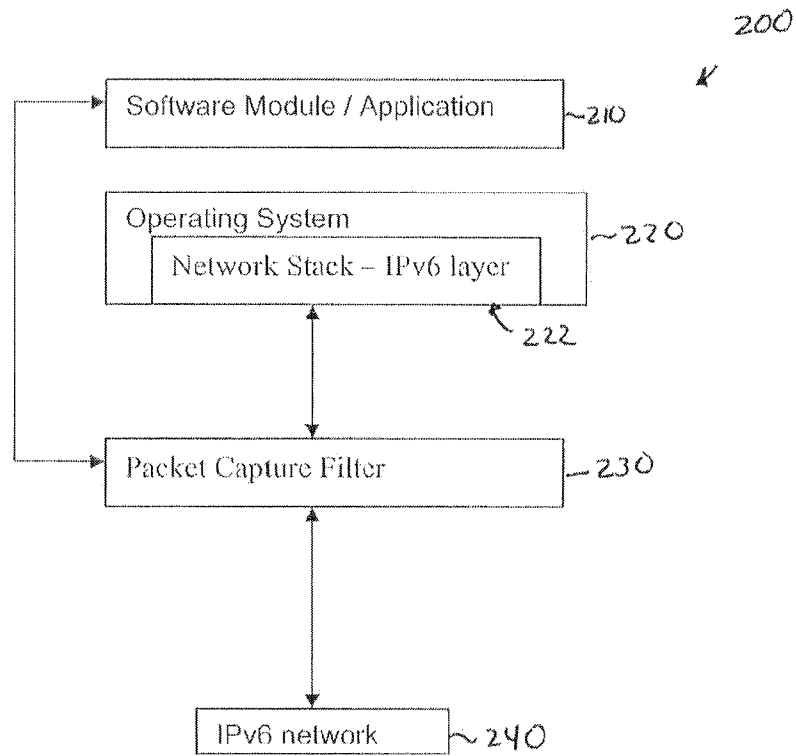 200
Software Module / Application
210
Operating System
220
Network Stack – IPv6 layer
222
Packet Capture Filter
230
IPv6 network
240